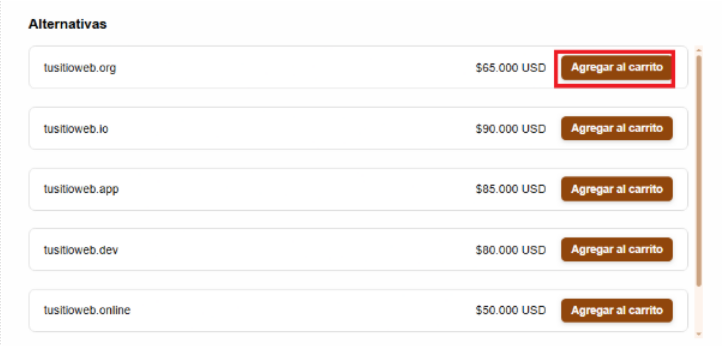 Alternativas
tusitioweb.org $65.000 USD Agregar al carrito
tusitioweb.io $90.000 USD Agregar al carrito
tusitioweb.app $85.000 USD Agregar al carrito
tusitioweb.dev $80.000 USD Agregar al carrito
tusitioweb.online $50.000 USD Agregar al carrito